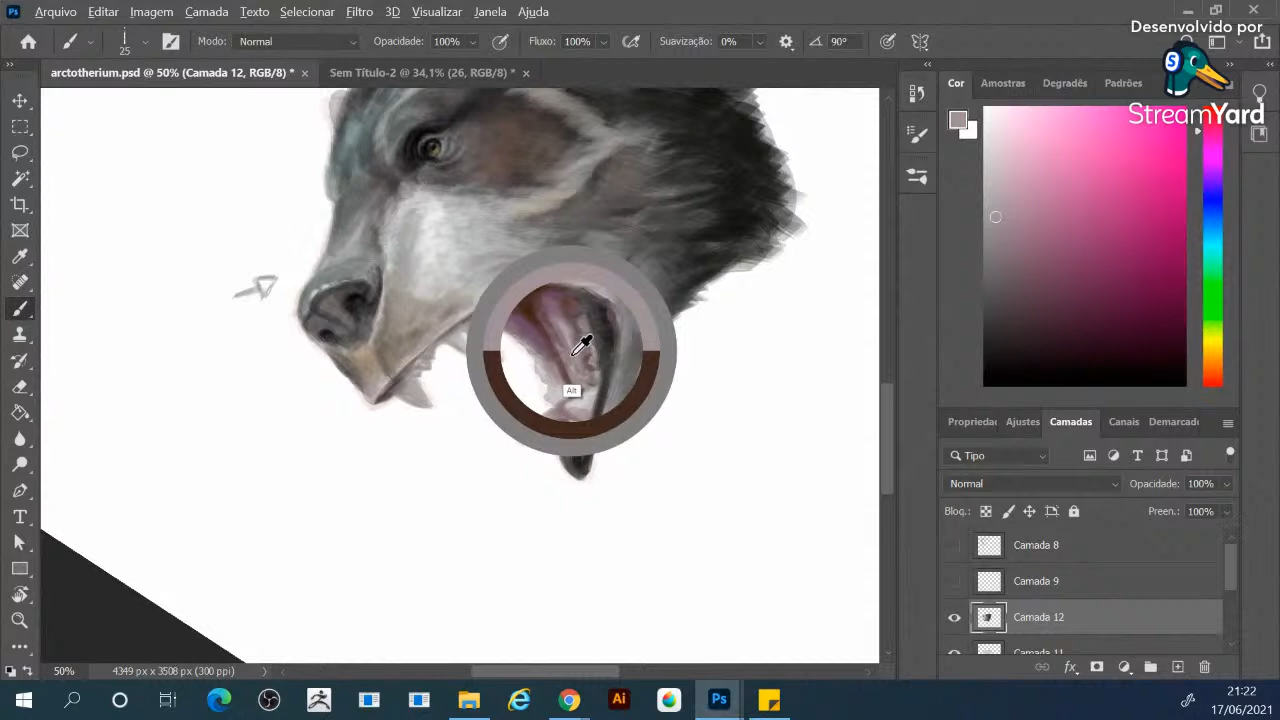 Arquivo Editar Imagem Camada Texto Selecionar Filtro 3D Visualizar Janela Ajuda
Desenvolvido por
StreamYard
25 Modo: Normal Opacidade: 100% Fluxo: 100% Suavização: 0% 90°
arctotherium.psd @ 50% (Camada 12, RGB/8) * × Sem Título-2 @ 34,1% (26, RGB/8) * ×
Cor Amostras Degradês Padrões
Alt
Propriedad Ajustes Camadas Canais Demarcado
Tipo
Normal Opacidade: 100%
Bloq.: Preen.: 100%
Camada 8
Camada 9
Camada 12
Camada 11
50% 4349 px x 3508 px (300 ppi)
21:22
17/06/2021